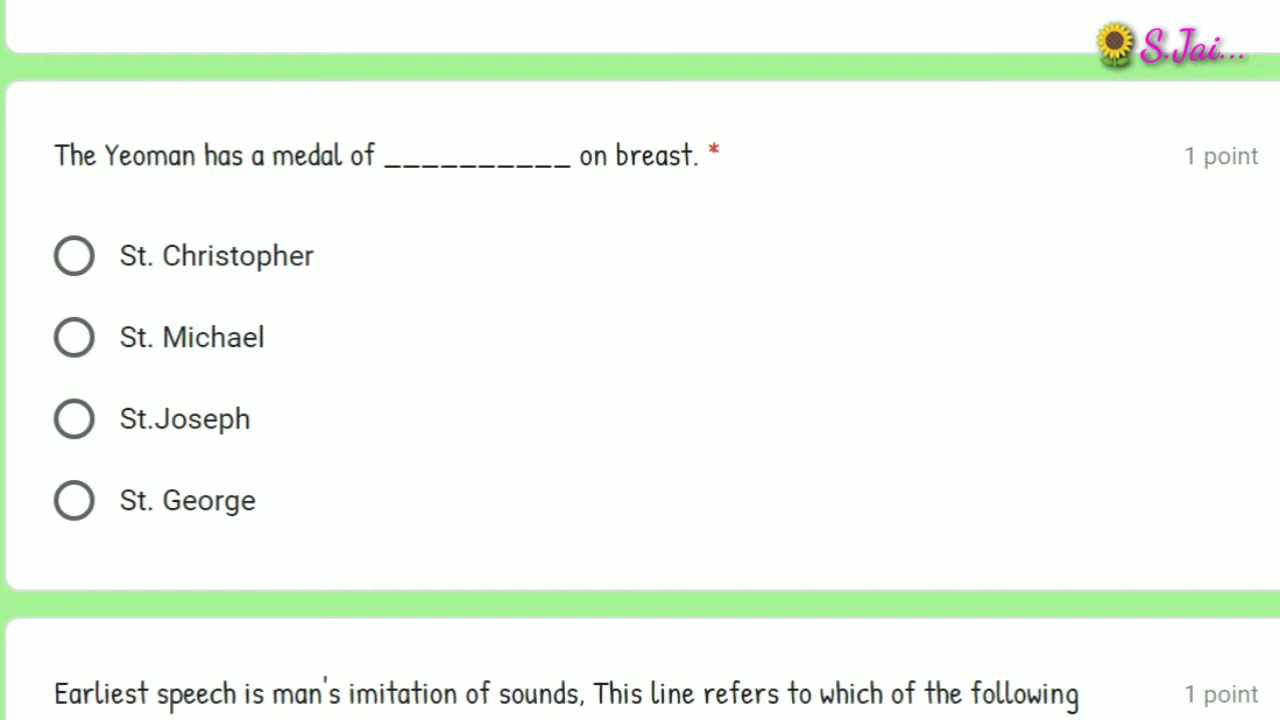 S.Jai...
The Yeoman has a medal of __________ on breast. *
1 point
St. Christopher
St. Michael
St.Joseph
St. George
Earliest speech is man's imitation of sounds, This line refers to which of the following
1 point